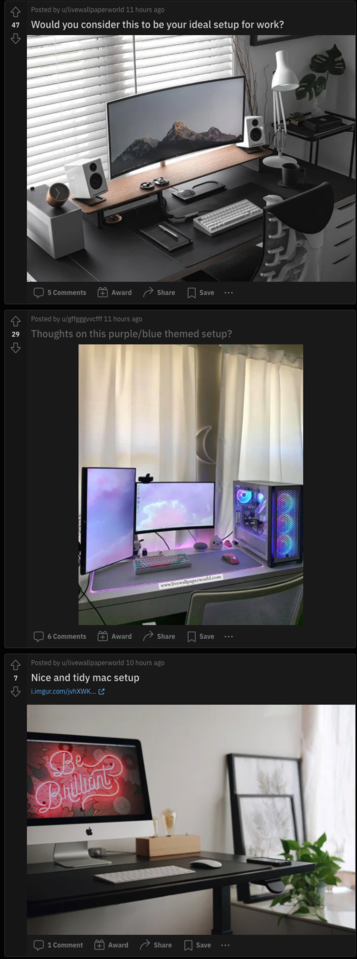 Posted by u/livewallpaperworld 11 hours ago
47
Would you consider this to be your ideal setup for work?
5 Comments Award Share Save
29
Thoughts on this purple/blue themed setup?
www.livewallpaperworld.com
6 Comments Award Share Save
Posted by u/livewallpaperworld 10 hours ago
7
Nice and tidy mac setup
i.imgur.com/jvhXWK...
Be
Brilliant
1 Comment Award Share Save